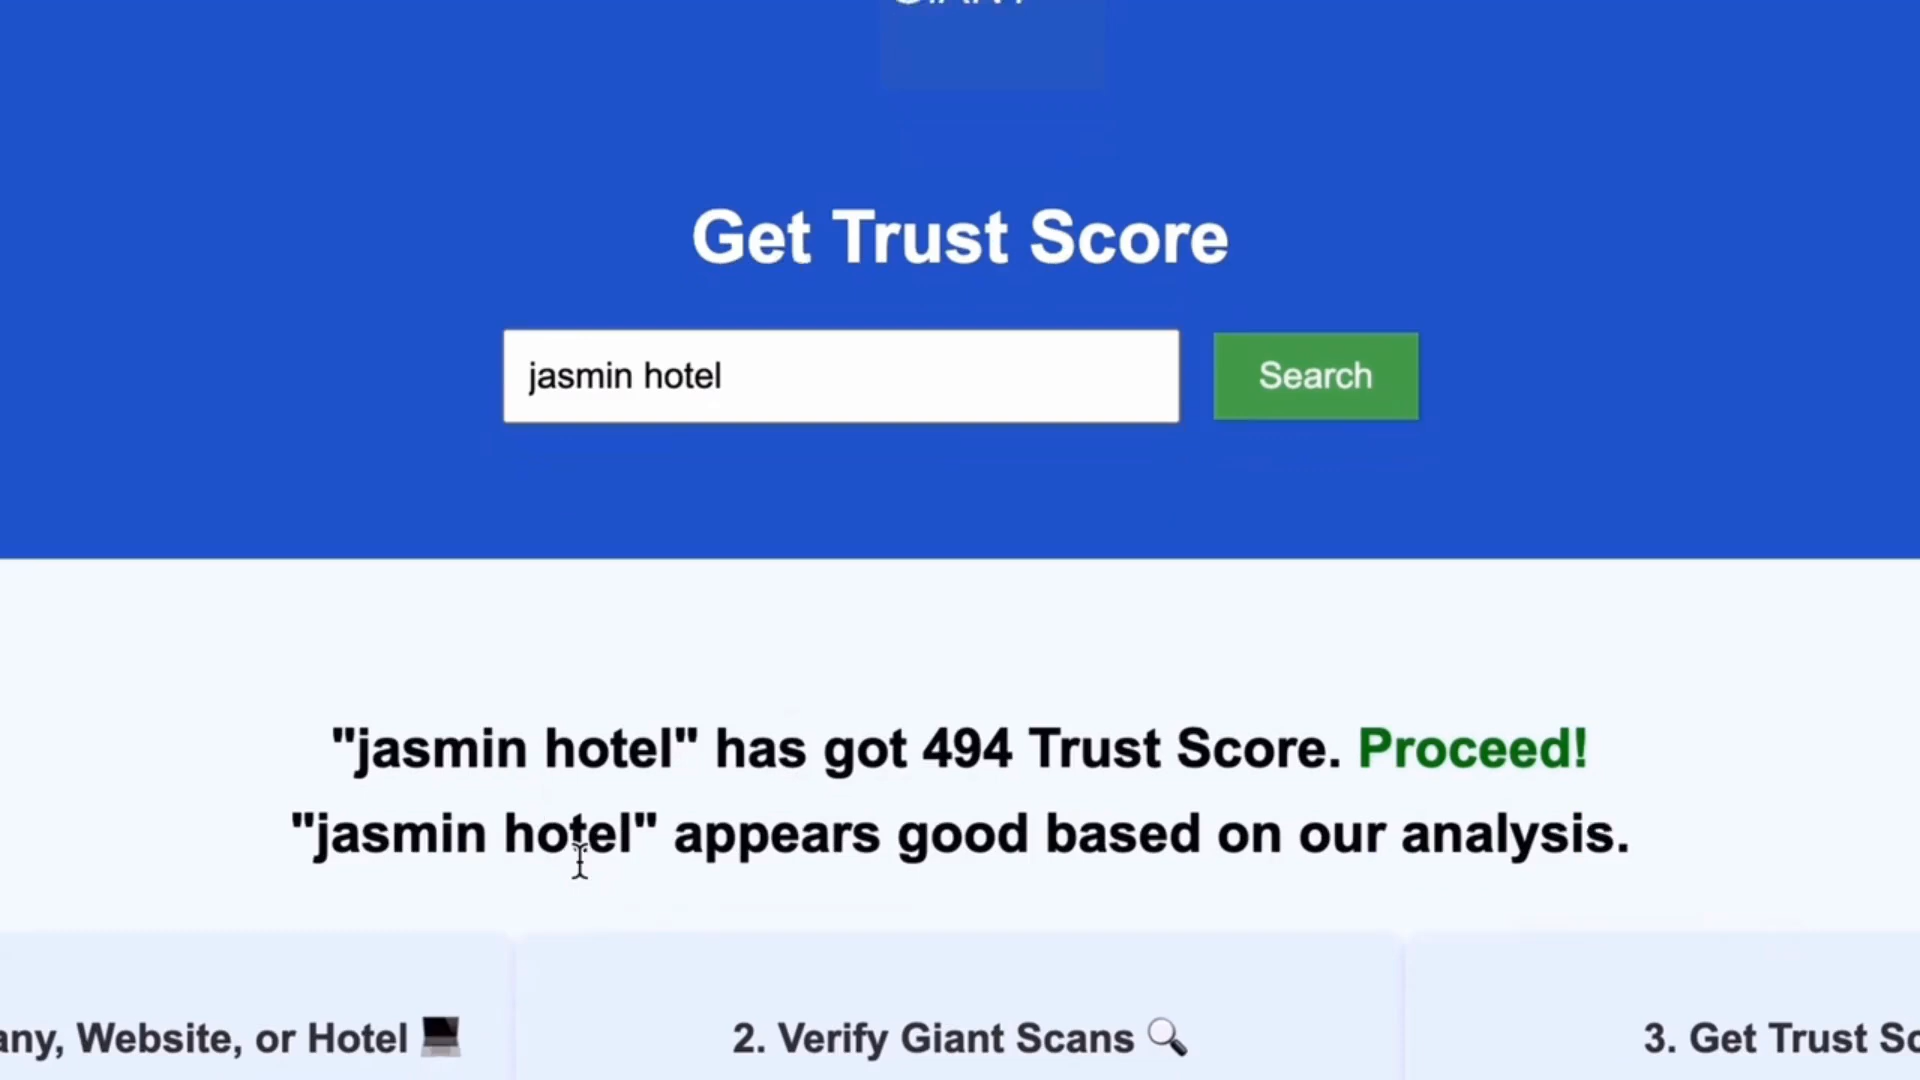 Get Trust Score
jasmin hotel
Search
"jasmin hotel" has got 494 Trust Score. Proceed!
"jasmin hotel" appears good based on our analysis.
any, Website, or Hotel
2. Verify Giant Scans
3. Get Trust Sc